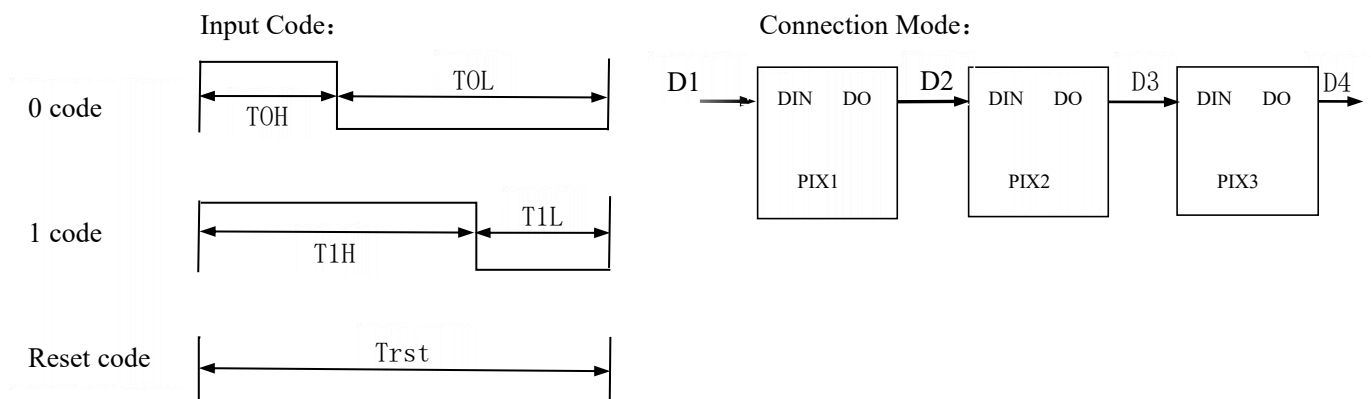 Input Code：
0 code
T0H
T0L
1 code
T1H
T1L
Reset code
Trst
Connection Mode：
D1
DIN DO
PIX1
D2
DIN DO
PIX2
D3
DIN DO
PIX3
D4